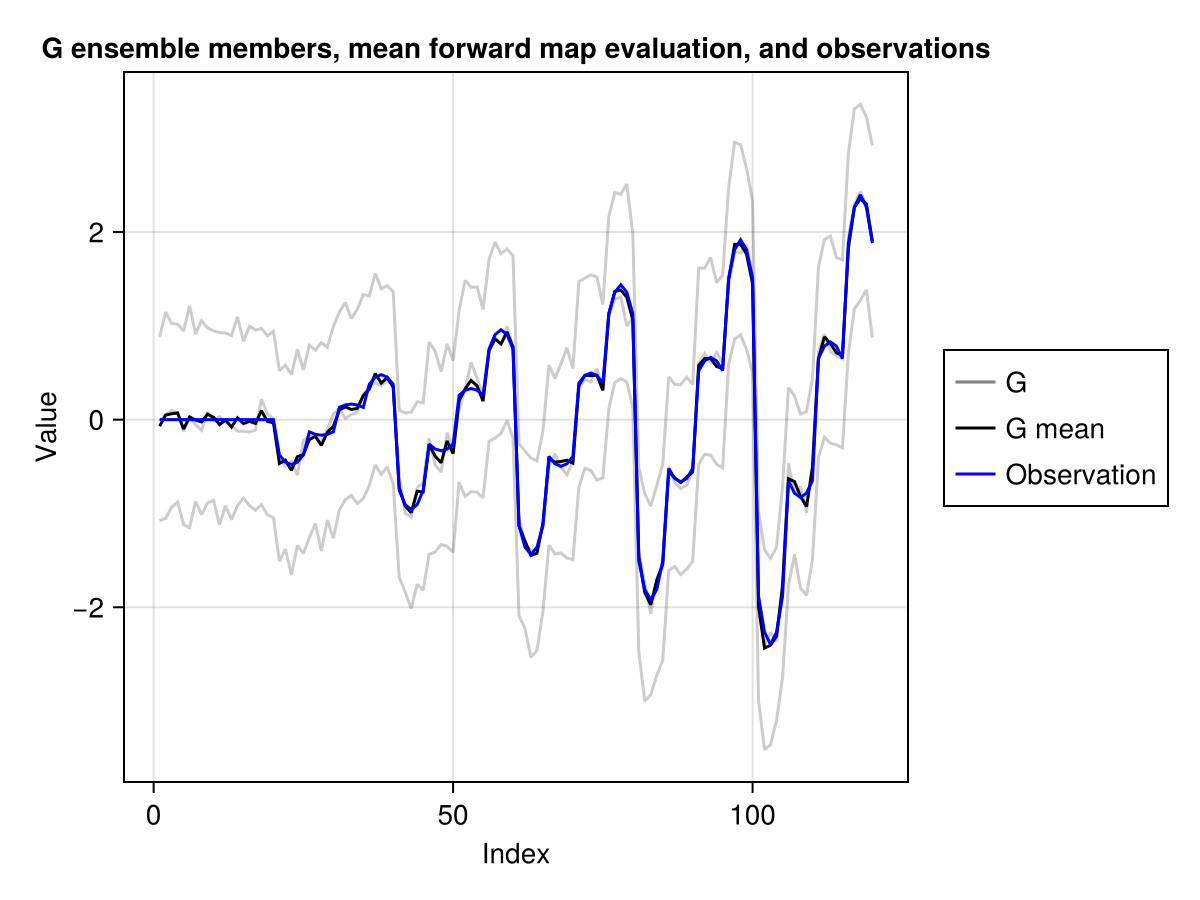 G ensemble members, mean forward map evaluation, and observations
Value
2
0
−2
0
50
100
Index
G
G mean
Observation